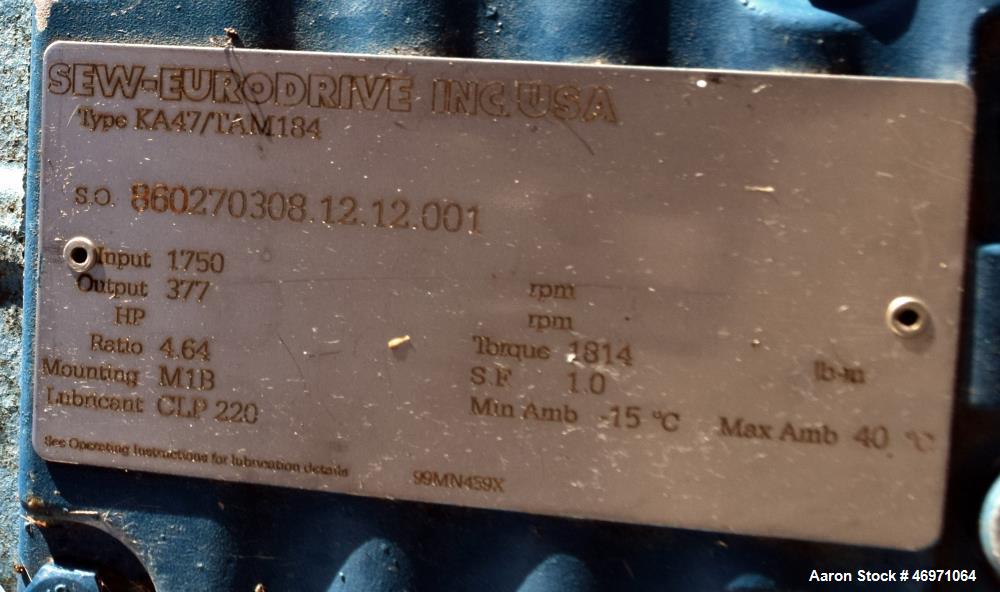 SEW-EURODRIVE INC. USA
Type KA47/TAM184
S.O. 860270308.12.12.001
Input 1750 rpm
Output 377 rpm
HP
Ratio 4.64 Torque 1814 lb-in
Mounting M1B S.F 1.0
Lubricant CLP 220 Min Amb -15 °C Max Amb 40 °C
See Operating Instructions for lubrication details 99MN459X
Aaron Stock # 46971064